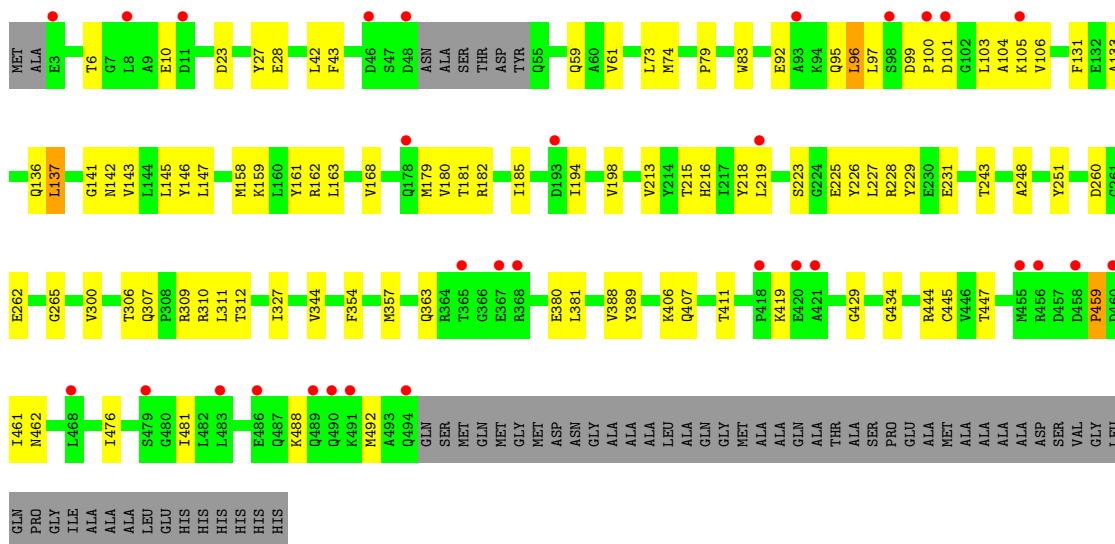 MET ALA E3 T6 G7 L8 A9 E10 D11 D23 Y27 E28 L42 F43 D46 S47 D48 ASN ALA SER THR ASP TYR Q55 Q59 A60 V61 L73 M74 P79 W83 E92 A93 K94 Q95 L96 L97 S98 D99 P100 D101 G102 L103 A104 K105 V106 F131 E132 A133
Q136 L137 G141 N142 V143 L144 L145 Y146 L147 M158 K159 L160 Y161 R162 L163 V168 Q178 M179 V180 T181 R182 I185 D193 I194 V198 V213 Y214 T215 H216 I217 Y218 L219 S223 G224 E225 Y226 L227 R228 Y229 E230 E231 T243 A248 Y251 D260 G261
E262 G265 V300 T306 Q307 P308 R309 R310 L311 T312 I327 V344 F354 M357 Q363 R364 T365 G366 E367 R368 E380 L381 V388 Y389 K406 Q407 T411 P418 K419 E420 A421 G429 G434 R444 C445 V446 T447 M455 R456 D457 D458 P459 D460
I461 N462 L468 I476 S479 G480 I481 L482 L483 E486 Q487 K488 Q489 Q490 K491 M492 A493 Q494 GLN SER MET GLN MET GLY MET ASP ASN GLY ALA ALA ALA LEU ALA GLN GLY MET ALA ALA GLN ALA THR ALA SER PRO GLU ALA MET ALA ALA ALA ALA ALA ASP SER VAL GLY LEU
GLN PRO GLY ILE ALA ALA ALA LEU GLU HIS HIS HIS HIS HIS HIS